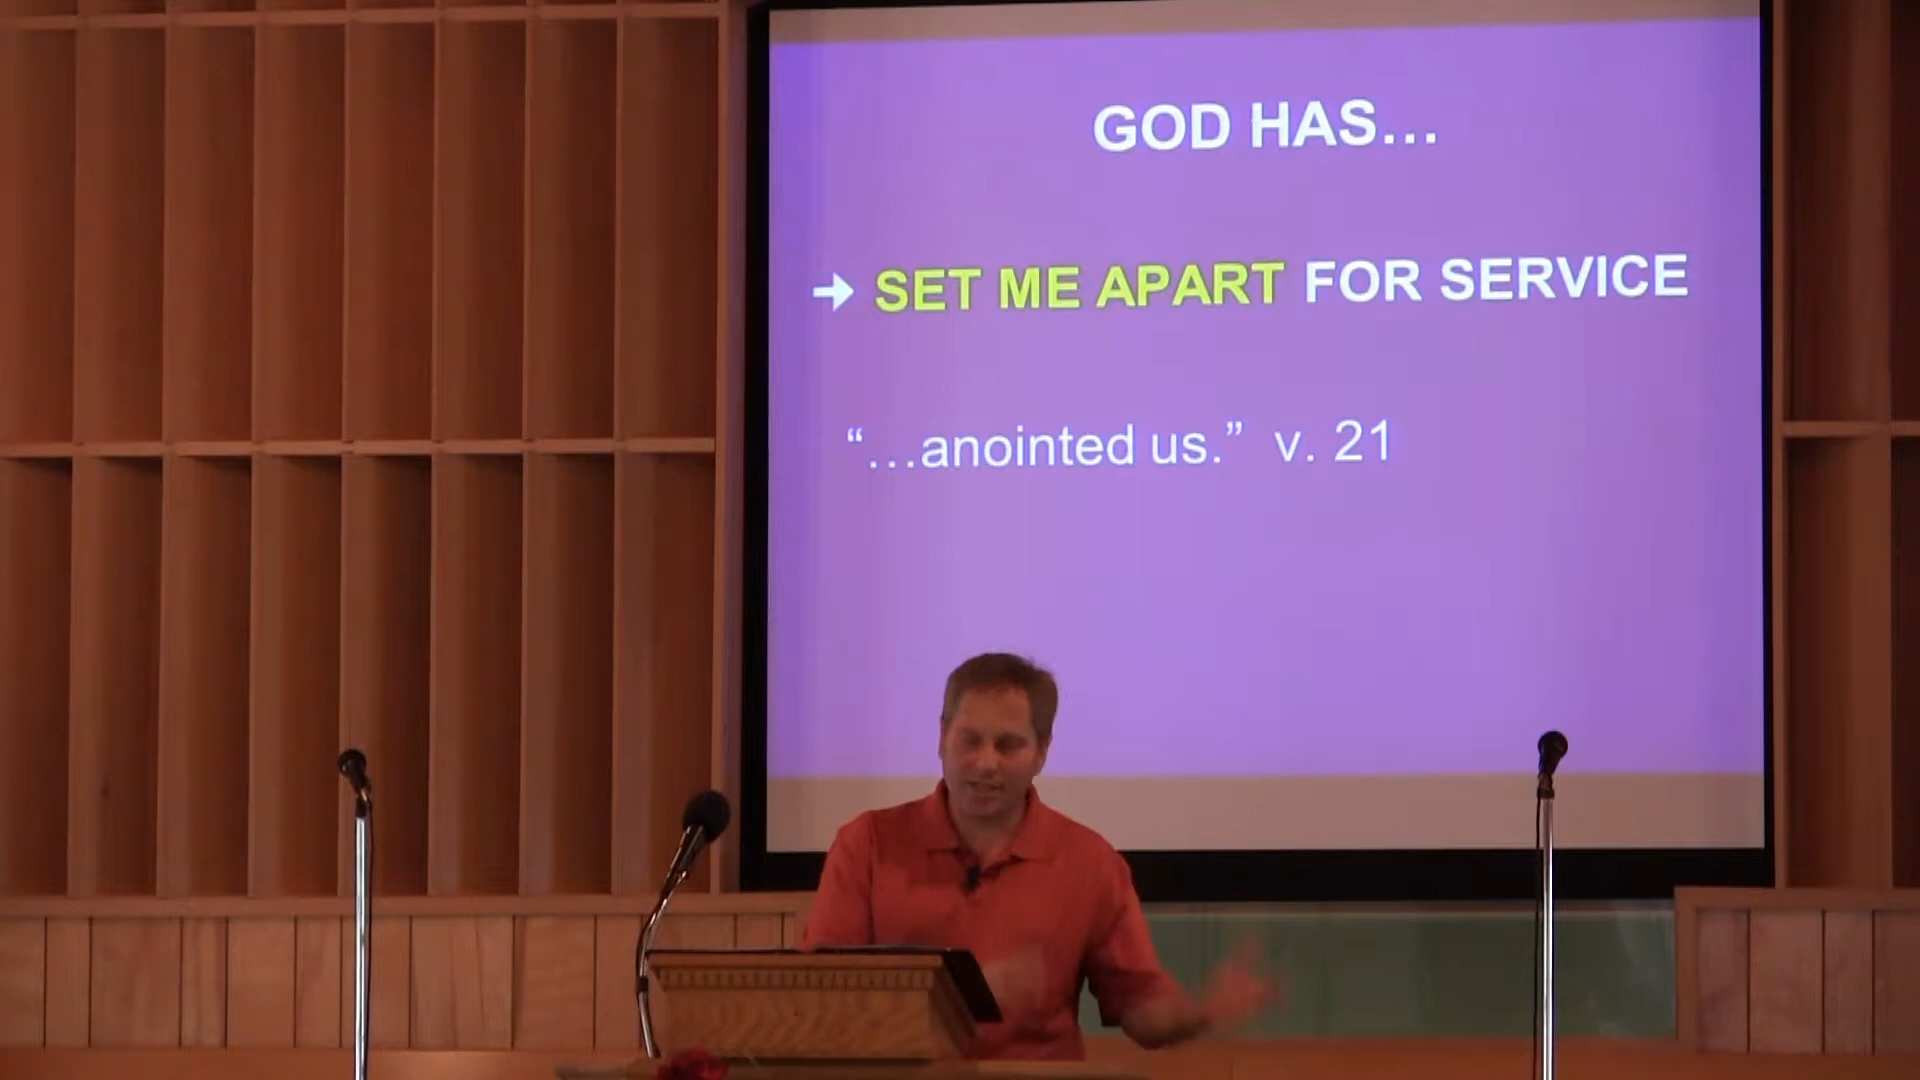 GOD HAS…
➔ SET ME APART FOR SERVICE
“…anointed us.” v. 21